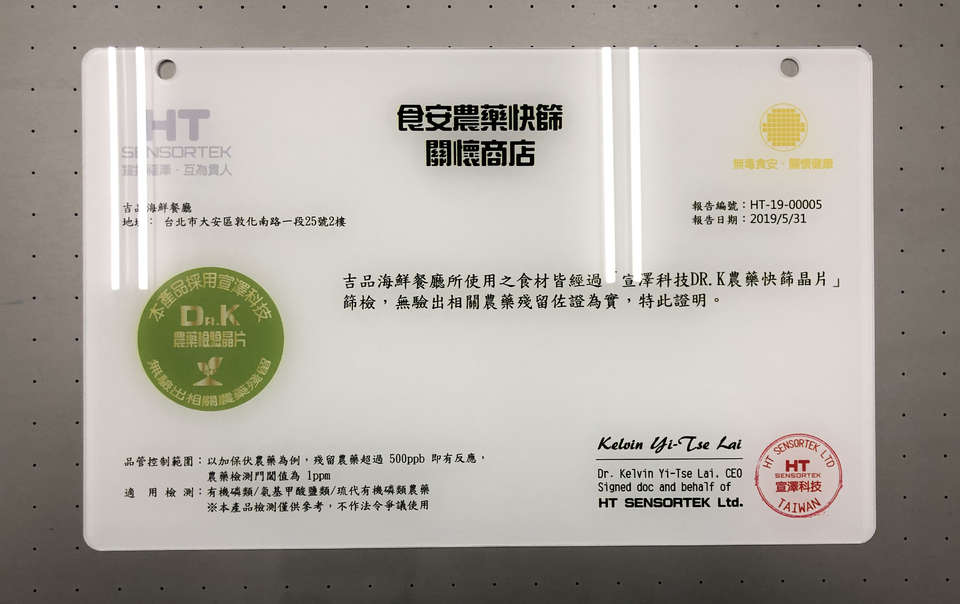 HT
SENSORTEK
互為貴人
食安農藥快篩
關懷商店
無毒食安、關懷健康
吉品海鮮餐廳
地址： 台北市大安區敦化南路一段25號2樓
報告編號：HT-19-00005
報告日期：2019/5/31
吉品海鮮餐廳所使用之食材皆經過「宣澤科技DR.K農藥快篩晶片」
篩檢，無驗出相關農藥殘留佐證為實，特此證明。
本產品採用宣澤科技
DR.K
農藥檢驗晶片
無驗出相關農藥殘留
品管控制範圍：以加保伏農藥為例，殘留農藥超過 500ppb 即有反應，
農藥檢測門閥值為 1ppm
適 用 檢 測：有機磷類/氨基甲酸鹽類/琉代有機磷類農藥
※本產品檢測僅供參考，不作法令爭議使用
Kelvin Yi-Tse Lai
Dr. Kelvin Yi-Tse Lai. CEO
Signed doc and behalf of
HT SENSORTEK Ltd.
HT SENSORTEK LTD
HT
SENSORTEK
宣澤科技
TAIWAN